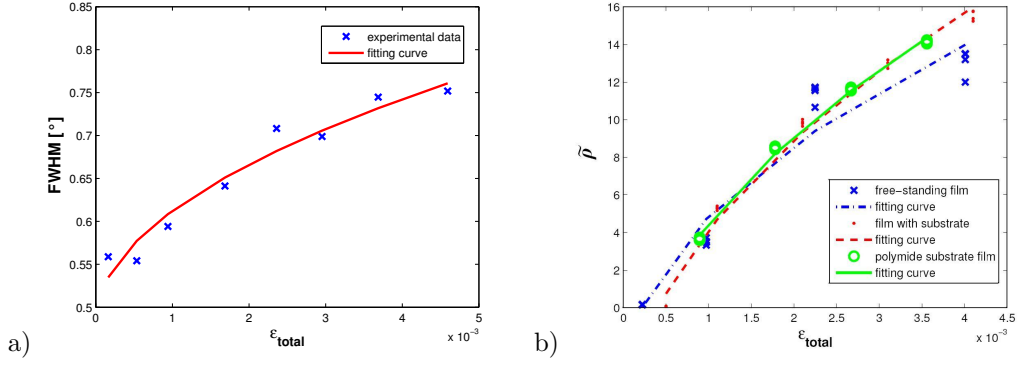 0.85
0.8
0.75
0.7
0.65
0.6
0.55
0.5
FWHM [ ° ]
experimental data
fitting curve
0 1 2 3 4 5
x 10⁻³
ε_total
a)
16
14
12
10
8
6
4
2
0
ρ̃
free-standing film
fitting curve
film with substrate
fitting curve
polymide substrate film
fitting curve
0 0.5 1 1.5 2 2.5 3 3.5 4 4.5
x 10⁻³
ε_total
b)